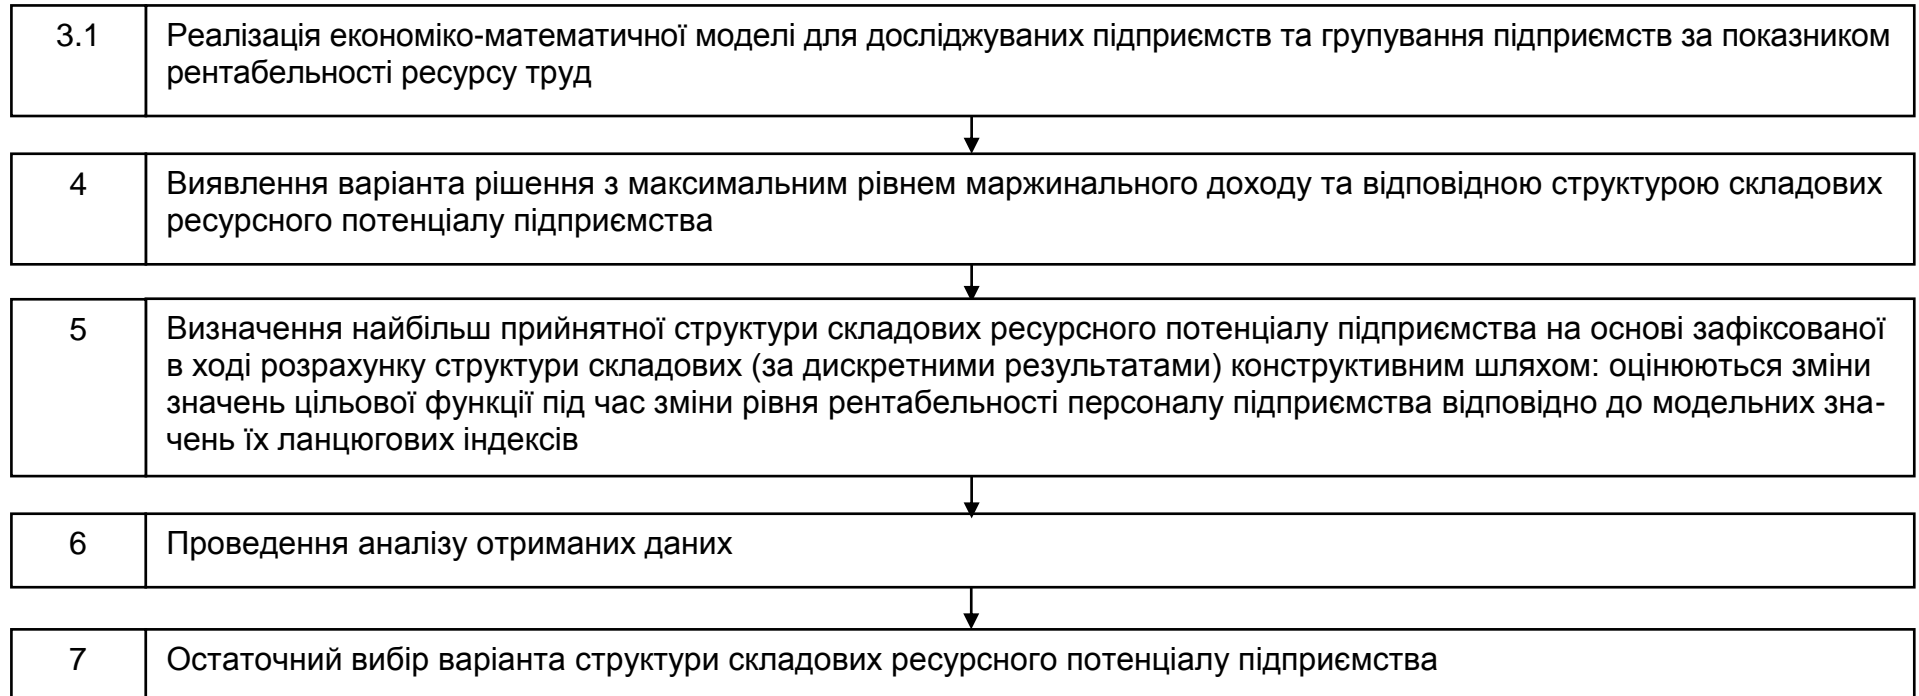 3.1 Реалізація економіко-математичної моделі для досліджуваних підприємств та групування підприємств за показником
рентабельності ресурсу труд
4 Виявлення варіанта рішення з максимальним рівнем маржинального доходу та відповідною структурою складових
ресурсного потенціалу підприємства
5 Визначення найбільш прийнятної структури складових ресурсного потенціалу підприємства на основі зафіксованої
в ході розрахунку структури складових (за дискретними результатами) конструктивним шляхом: оцінюються зміни
значень цільової функції під час зміни рівня рентабельності персоналу підприємства відповідно до модельних зна-
чень їх ланцюгових індексів
6 Проведення аналізу отриманих даних
7 Остаточний вибір варіанта структури складових ресурсного потенціалу підприємства